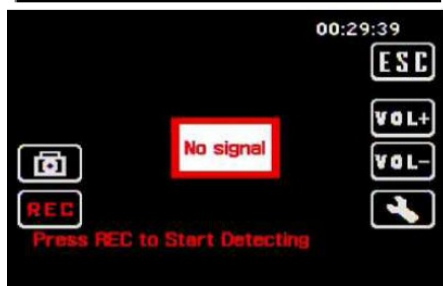 00:29:39
ESC
VOL+
No signal
VOL-
REC
Press REC to Start Detecting